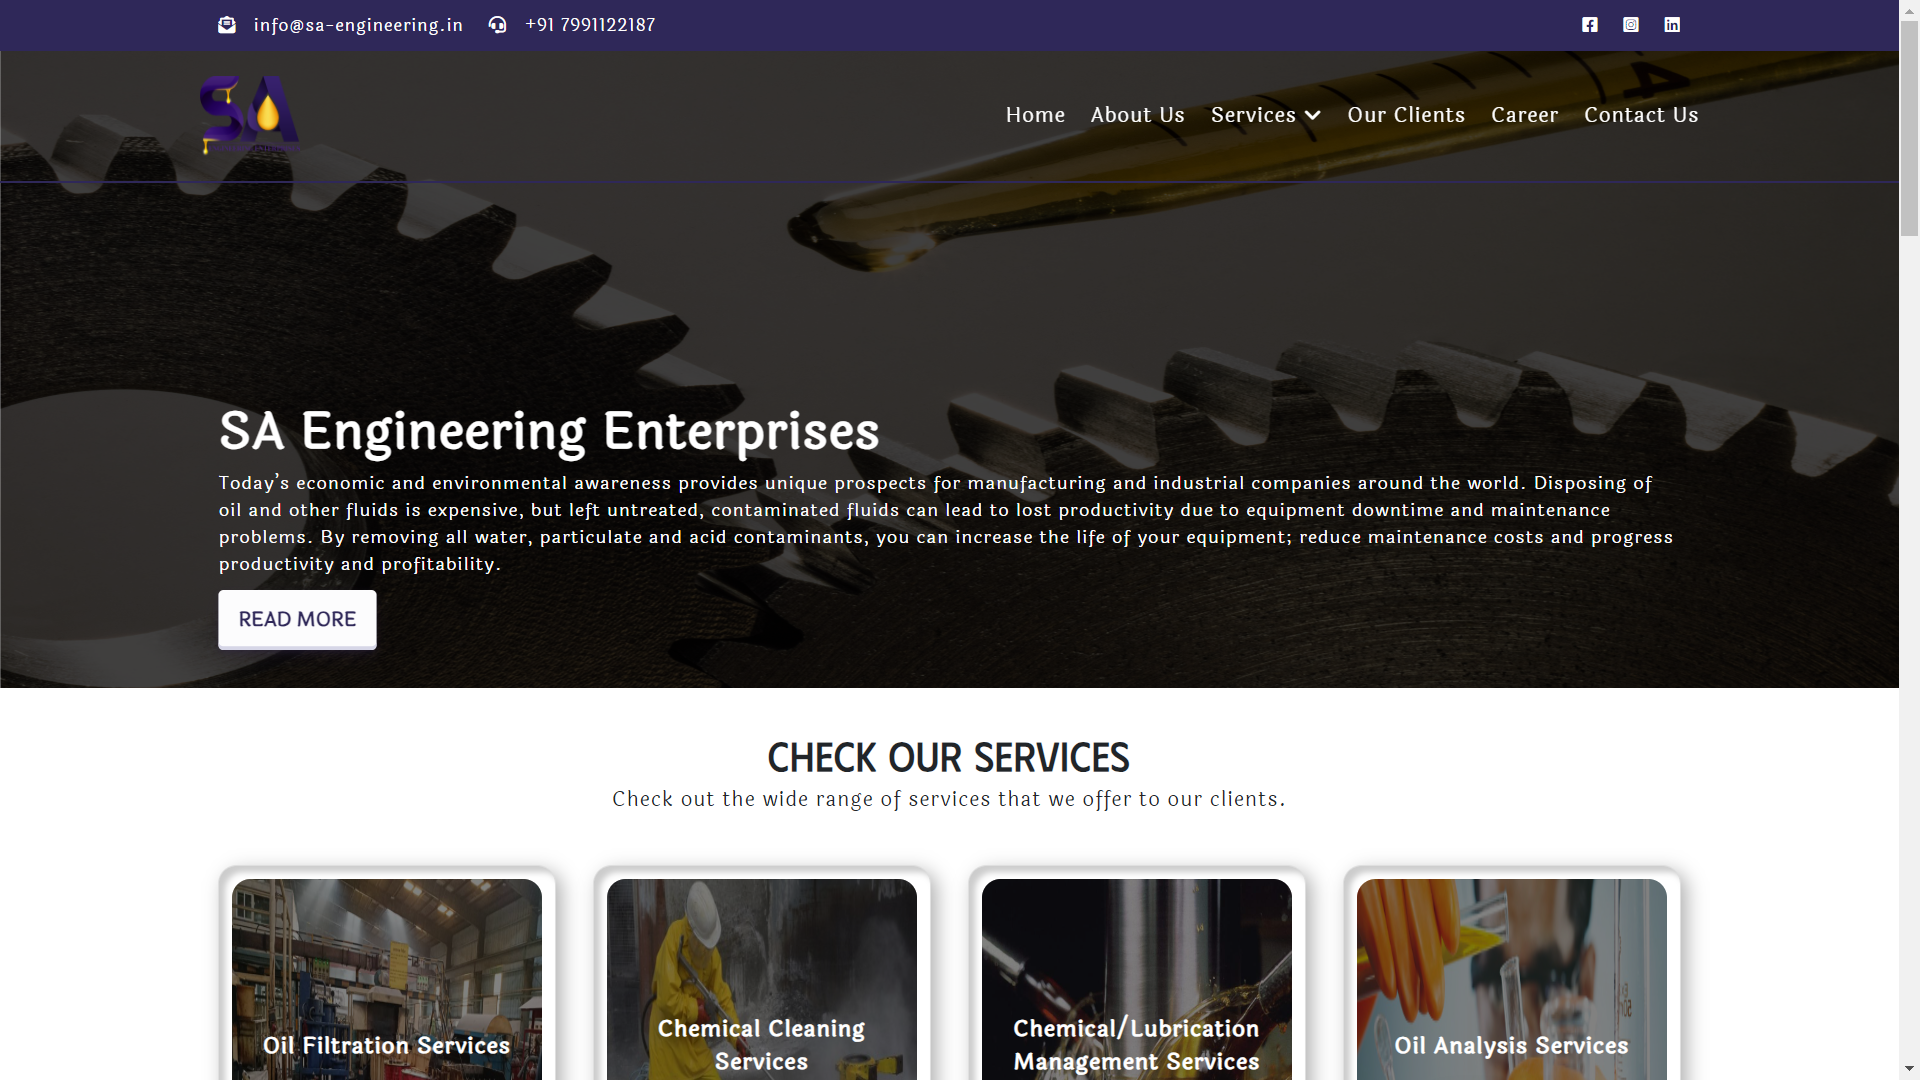 info@sa-engineering.in +91 7991122187
SA
Home About Us Services Our Clients Career Contact Us
SA Engineering Enterprises
Today’s economic and environmental awareness provides unique prospects for manufacturing and industrial companies around the world. Disposing of
oil and other fluids is expensive, but left untreated, contaminated fluids can lead to lost productivity due to equipment downtime and maintenance
problems. By removing all water, particulate and acid contaminants, you can increase the life of your equipment; reduce maintenance costs and progress
productivity and profitability.
READ MORE
CHECK OUR SERVICES
Check out the wide range of services that we offer to our clients.
Oil Filtration Services
Chemical Cleaning
Services
Chemical/Lubrication
Management Services
Oil Analysis Services